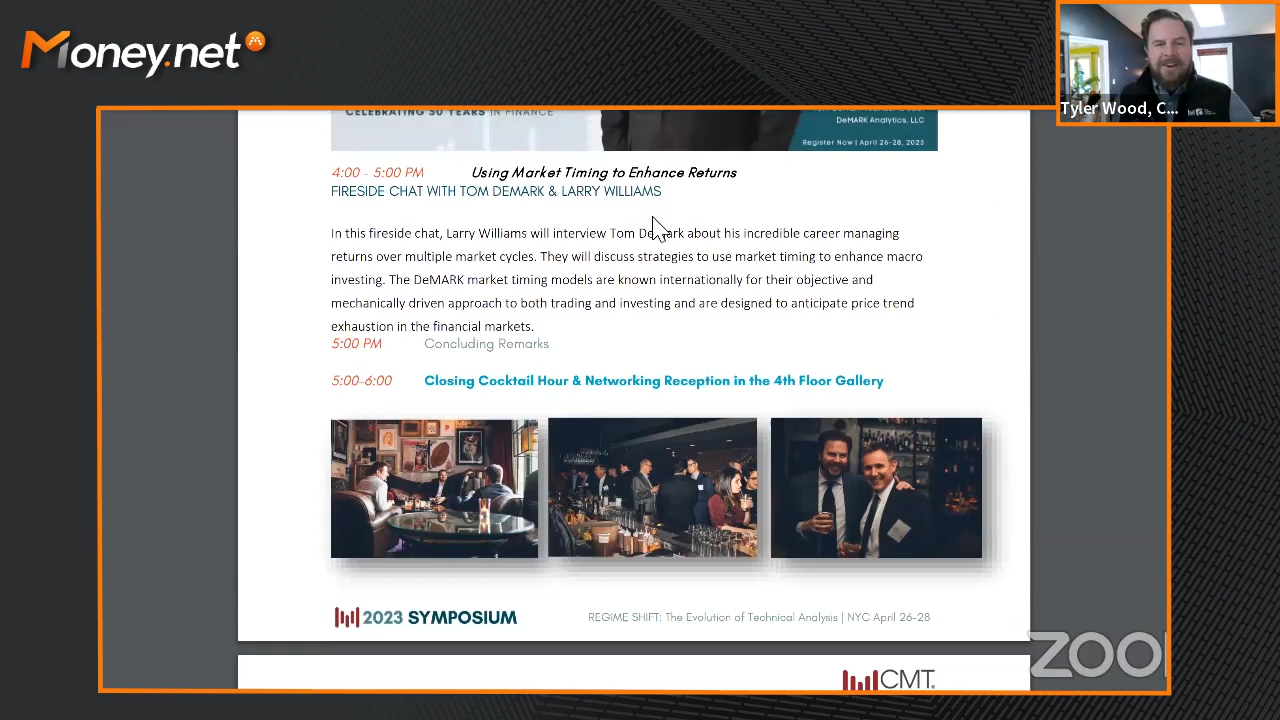 Money.net
Tyler Wood, C...
CELEBRATING 50 YEARS IN FINANCE
DeMARK Analytics, LLC
Register Now | April 26-28, 2023
4:00 - 5:00 PM Using Market Timing to Enhance Returns
FIRESIDE CHAT WITH TOM DEMARK & LARRY WILLIAMS
In this fireside chat, Larry Williams will interview Tom DeMark about his incredible career managing
returns over multiple market cycles. They will discuss strategies to use market timing to enhance macro
investing. The DeMARK market timing models are known internationally for their objective and
mechanically driven approach to both trading and investing and are designed to anticipate price trend
exhaustion in the financial markets.
5:00 PM Concluding Remarks
5:00-6:00 Closing Cocktail Hour & Networking Reception in the 4th Floor Gallery
2023 SYMPOSIUM
REGIME SHIFT: The Evolution of Technical Analysis | NYC April 26-28
ZOO
CMT